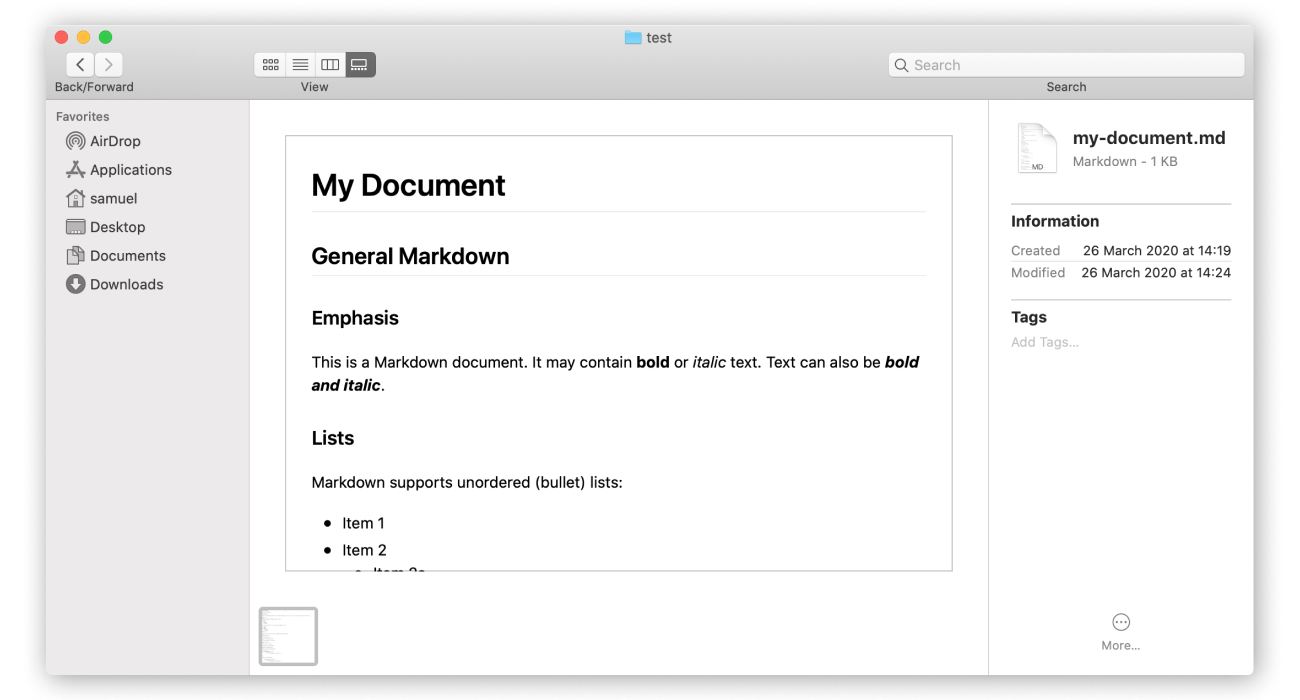 test
Search
Back/Forward
View
Search
Favorites
AirDrop
Applications
samuel
Desktop
Documents
Downloads
My Document
General Markdown
Emphasis
This is a Markdown document. It may contain bold or italic text. Text can also be bold
and italic.
Lists
Markdown supports unordered (bullet) lists:
Item 1
Item 2
MD
my-document.md
Markdown - 1 KB
Information
Created 26 March 2020 at 14:19
Modified 26 March 2020 at 14:24
Tags
Add Tags...
More...